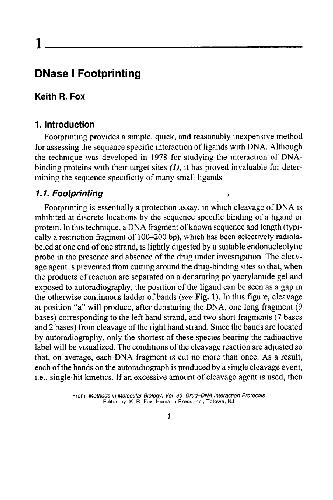 1
DNase I Footprinting
Keith R. Fox
1. Introduction
Footprinting provides a simple, quick, and reasonably inexpensive method
for assessing the sequence specific interaction of ligands with DNA. Although
the technique was developed in 1978 for studying the interaction of DNA-
binding proteins with their target sites (1), it has proved invaluable for deter-
mining the sequence specificity of many small ligands
1.1. Footprinting
Footprinting is essentially a protection assay, in which cleavage of DNA is
inhibited at discrete locations by the sequence specific binding of a ligand or
protein. In this technique, a DNA fragment of known sequence and length (typi-
cally a restriction fragment of 100–200 bp), which has been selectively radiola-
beled at one end of one strand, is lightly digested by a suitable endonucleolytic
probe in the presence and absence of the drug under investigation. The cleav-
age agent is prevented from cutting around the drug-binding sites so that, when
the products of reaction are separated on a denaturing polyacrylamide gel and
exposed to autoradiography, the position of the ligand can be seen as a gap in
the otherwise continuous ladder of bands (see Fig. 1). In this figure, cleavage
at position "a" will produce, after denaturing the DNA, one long fragment (9
bases) corresponding to the left hand strand, and two short fragments (7 bases
and 2 bases) from cleavage of the right hand strand. Since the bands are located
by autoradiography, only the shortest of these species bearing the radioactive
label will be visualized. The conditions of the cleavage reaction are adjusted so
that, on average, each DNA fragment is cut no more than once. As a result,
each of the bands on the autoradiograph is produced by a single cleavage event,
i.e., single-hit kinetics. If an excessive amount of cleavage agent is used, then
From Methods in Molecular Biology, Vol 90, Drug–DNA Interaction Protocols
Edited by K. R. Fox Humana Press Inc, Totowa, NJ
1